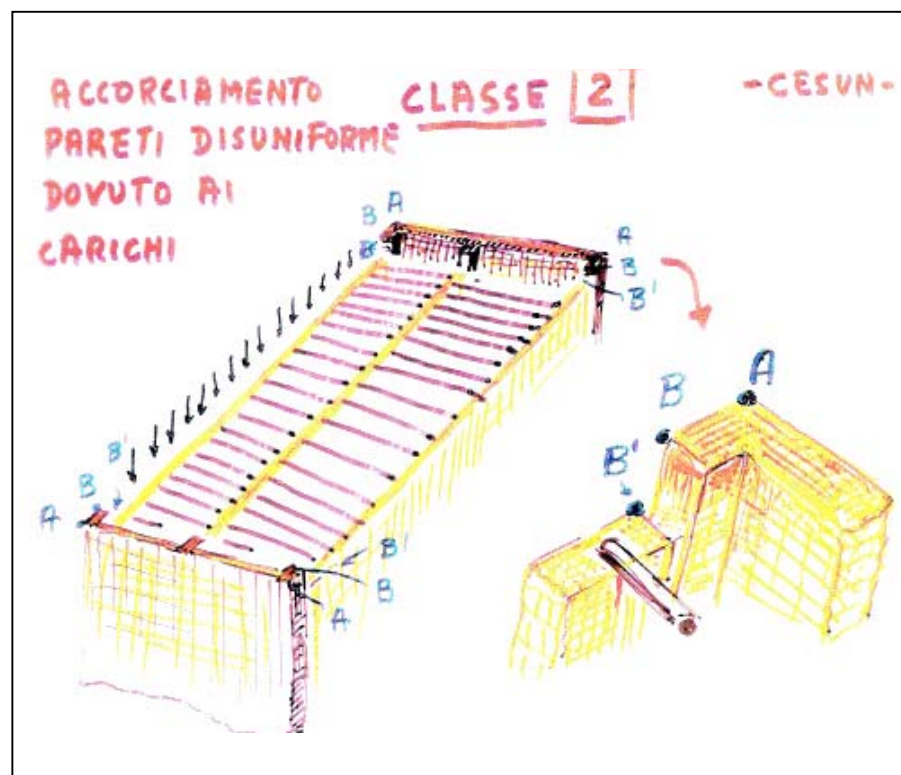 ACCORCIAMENTO
PARETI DISUNIFORME
DOVUTO AI
CARICHI
CLASSE 2
-CESUN-
B A
B'
A
B
B'
B'
B
A
B'
B
A
A
B
B'